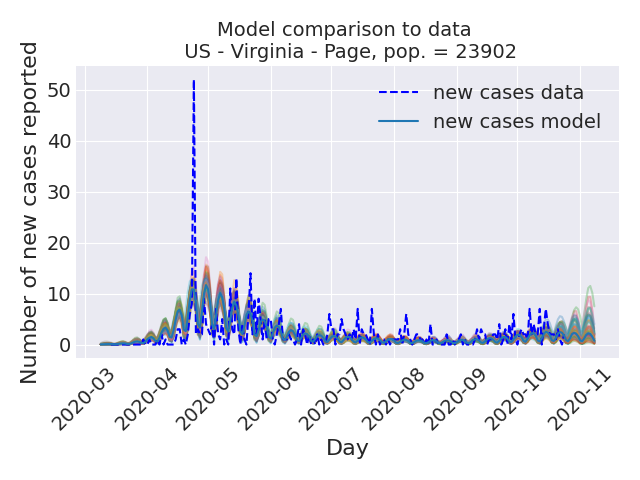 Model comparison to data
US - Virginia - Page, pop. = 23902
Number of new cases reported
50
40
30
20
10
0
new cases data
new cases model
2020-03
2020-04
2020-05
2020-06
2020-07
2020-08
2020-09
2020-10
2020-11
Day